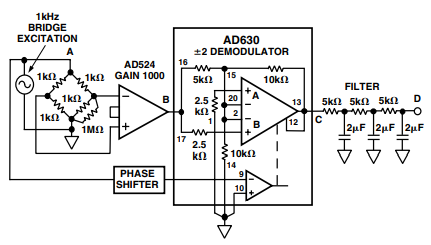 1kHz
BRIDGE
EXCITATION
A
1kΩ
1kΩ
1kΩ
1kΩ
1MΩ
AD524
GAIN 1000
B
PHASE
SHIFTER
AD630
±2 DEMODULATOR
16
5kΩ
15
10kΩ
2.5
kΩ
1
20
2
A
B
13
12
17
2.5
kΩ
10kΩ
14
9
10
C
FILTER
5kΩ 5kΩ 5kΩ
D
2μF 2μF 2μF